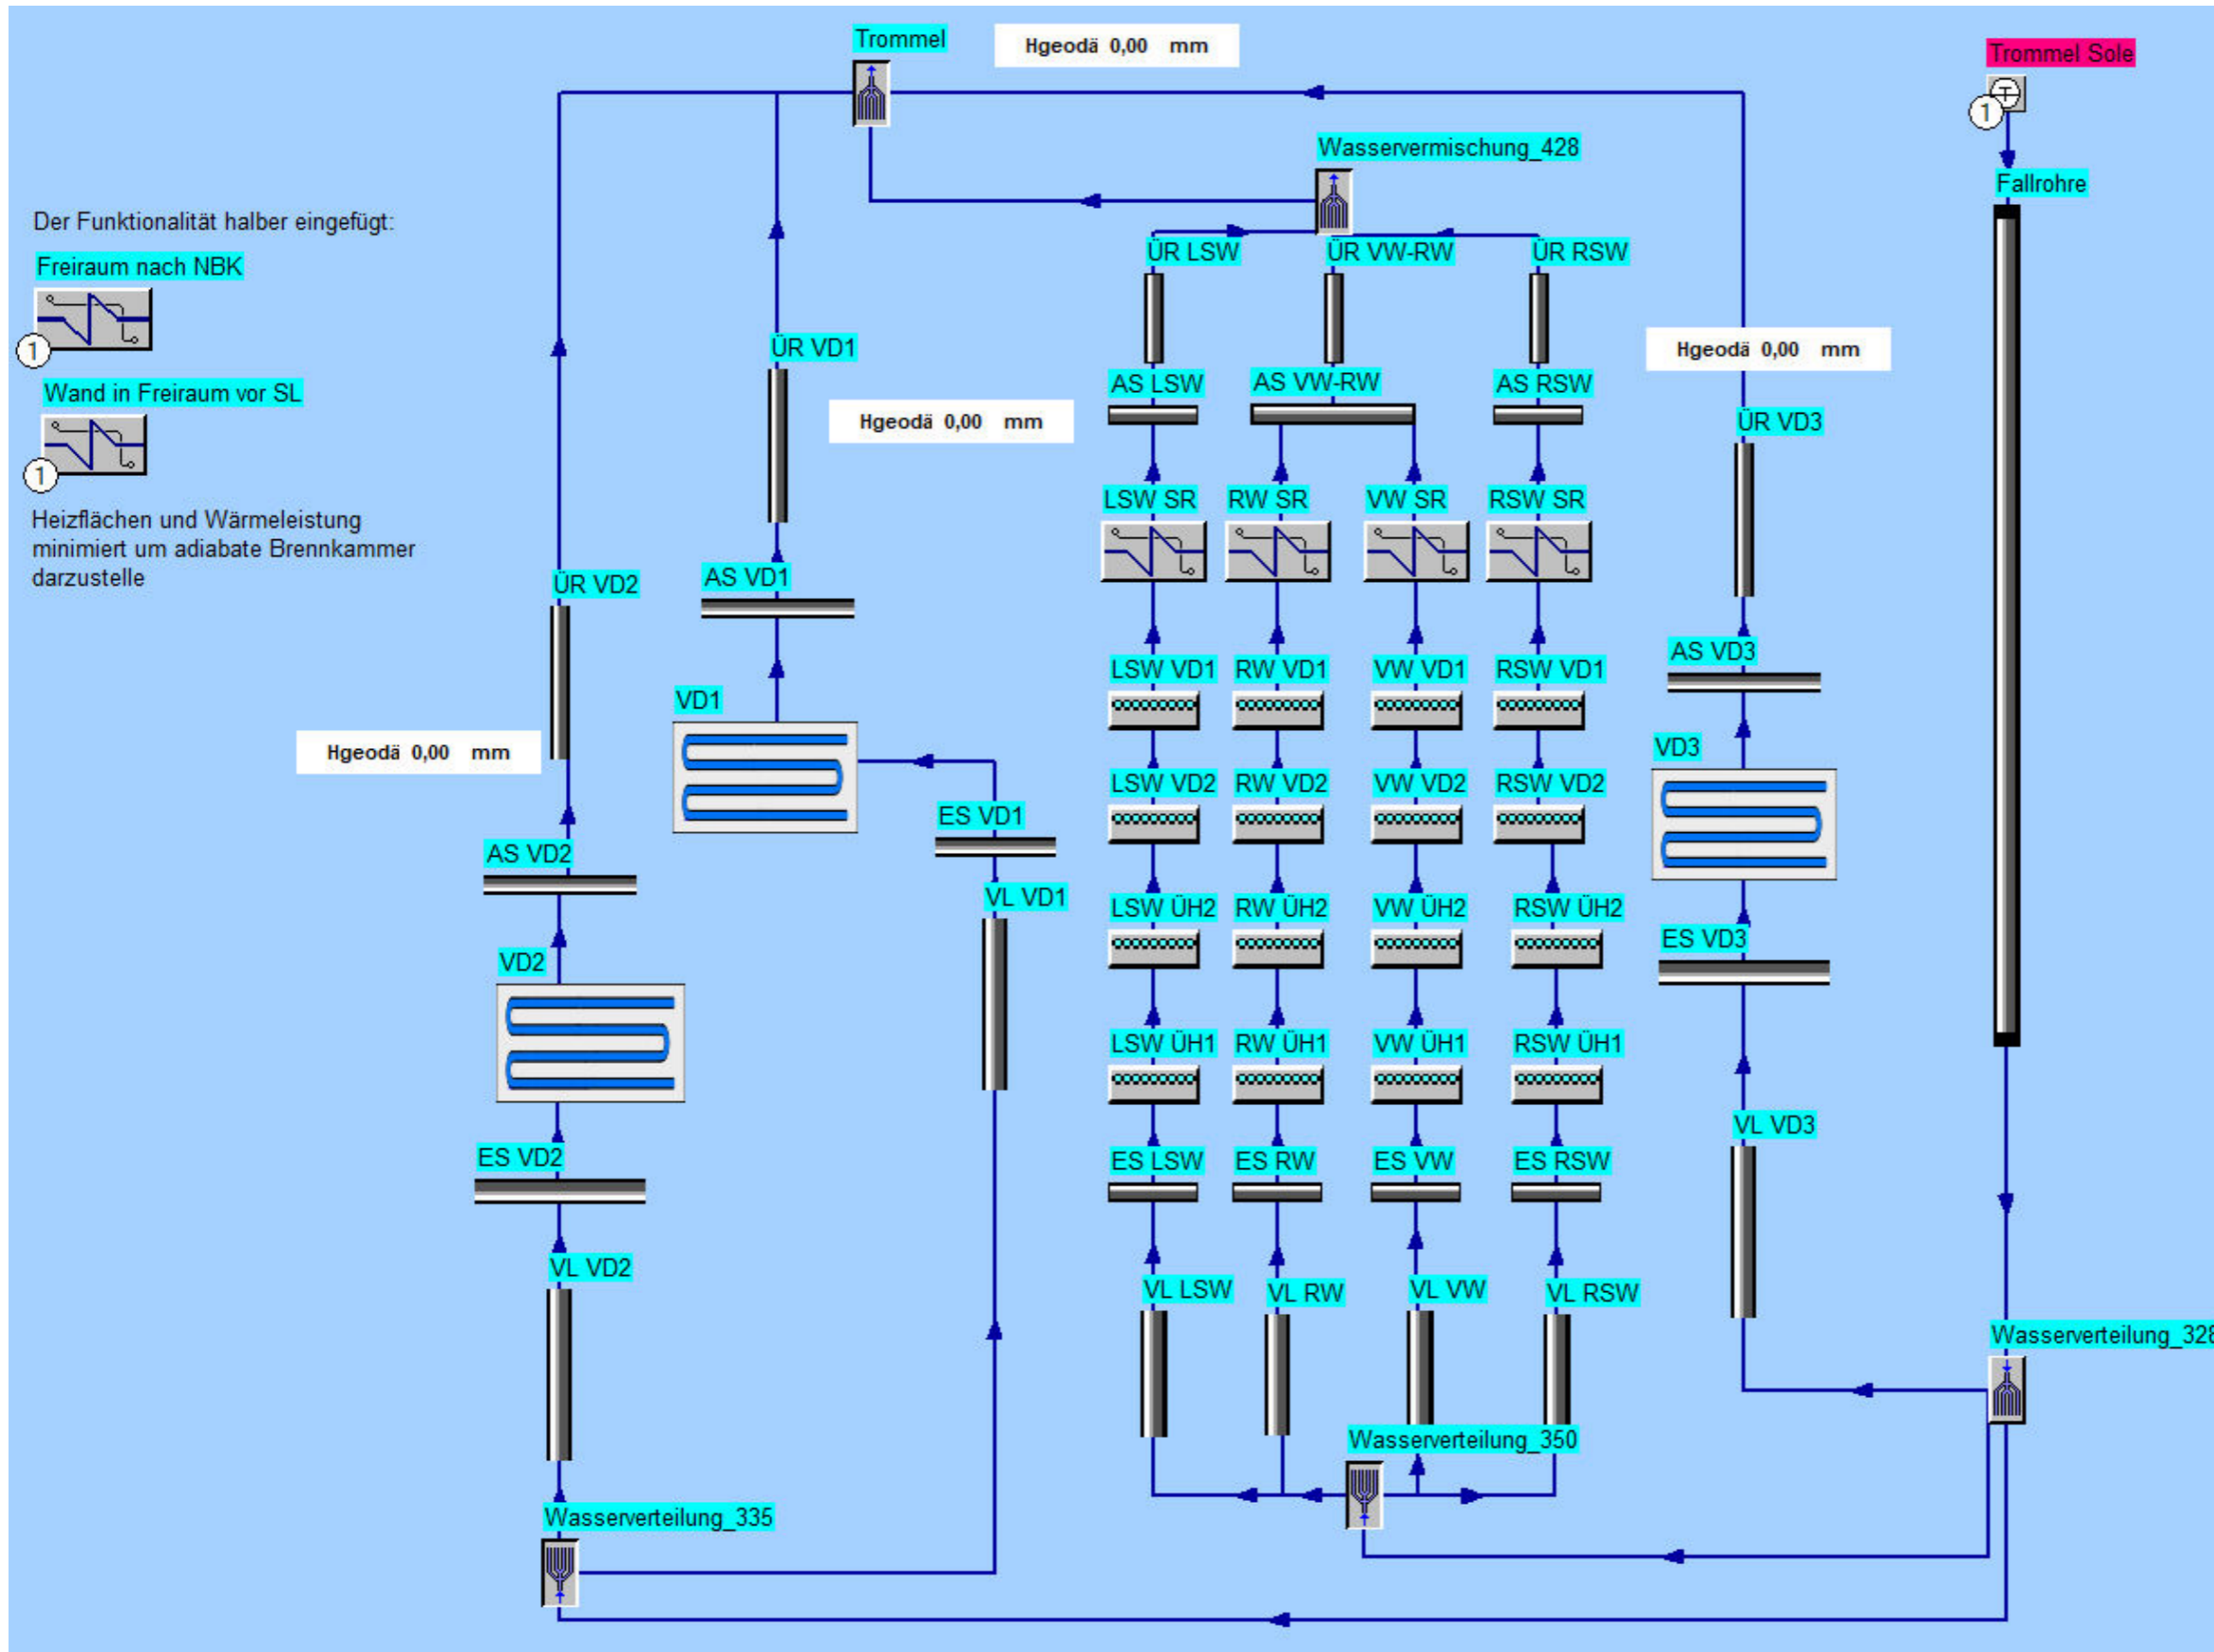 Trommel
Hgeodä 0,00 mm
Trommel Sole
1
Wasservermischung_428
Fallrohre
Der Funktionalität halber eingefügt:
Freiraum nach NBK
1
Wand in Freiraum vor SL
1
Heizflächen und Wärmeleistung
minimiert um adiabate Brennkammer
darzustelle
ÜR LSW
ÜR VW-RW
ÜR RSW
ÜR VD1
Hgeodä 0,00 mm
AS LSW
AS VW-RW
AS RSW
Hgeodä 0,00 mm
ÜR VD3
LSW SR
RW SR
VW SR
RSW SR
ÜR VD2
AS VD1
LSW VD1
RW VD1
VW VD1
RSW VD1
AS VD3
VD1
Hgeodä 0,00 mm
LSW VD2
RW VD2
VW VD2
RSW VD2
VD3
ES VD1
AS VD2
VL VD1
LSW ÜH2
RW ÜH2
VW ÜH2
RSW ÜH2
ES VD3
VD2
LSW ÜH1
RW ÜH1
VW ÜH1
RSW ÜH1
VL VD3
ES VD2
ES LSW
ES RW
ES VW
ES RSW
VL VD2
VL LSW
VL RW
VL VW
VL RSW
Wasserverteilung_328
Wasserverteilung_350
Wasserverteilung_335